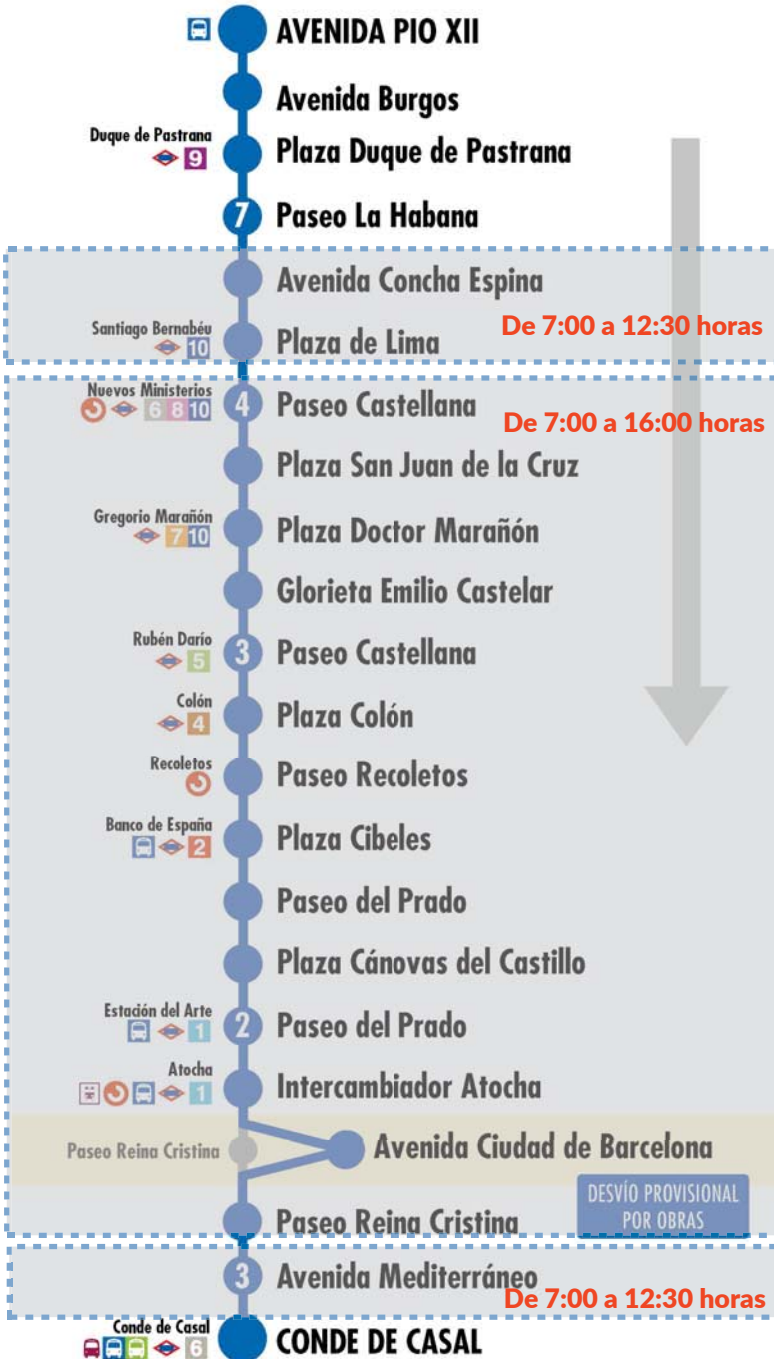 AVENIDA PIO XII
Avenida Burgos
Duque de Pastrana
9
Plaza Duque de Pastrana
7
Paseo La Habana
Avenida Concha Espina
De 7:00 a 12:30 horas
Santiago Bernabéu
10
Plaza de Lima
Nuevos Ministerios
6 8 10
4
Paseo Castellana
De 7:00 a 16:00 horas
Plaza San Juan de la Cruz
Gregorio Marañón
7 10
Plaza Doctor Marañón
Glorieta Emilio Castelar
Rubén Darío
5
3
Paseo Castellana
Colón
4
Plaza Colón
Recoletos
Paseo Recoletos
Banco de España
2
Plaza Cibeles
Paseo del Prado
Plaza Cánovas del Castillo
Estación del Arte
1
2
Paseo del Prado
Atocha
1
Intercambiador Atocha
Paseo Reina Cristina
Avenida Ciudad de Barcelona
DESVÍO PROVISIONAL
POR OBRAS
Paseo Reina Cristina
3
Avenida Mediterráneo
De 7:00 a 12:30 horas
Conde de Casal
6
CONDE DE CASAL